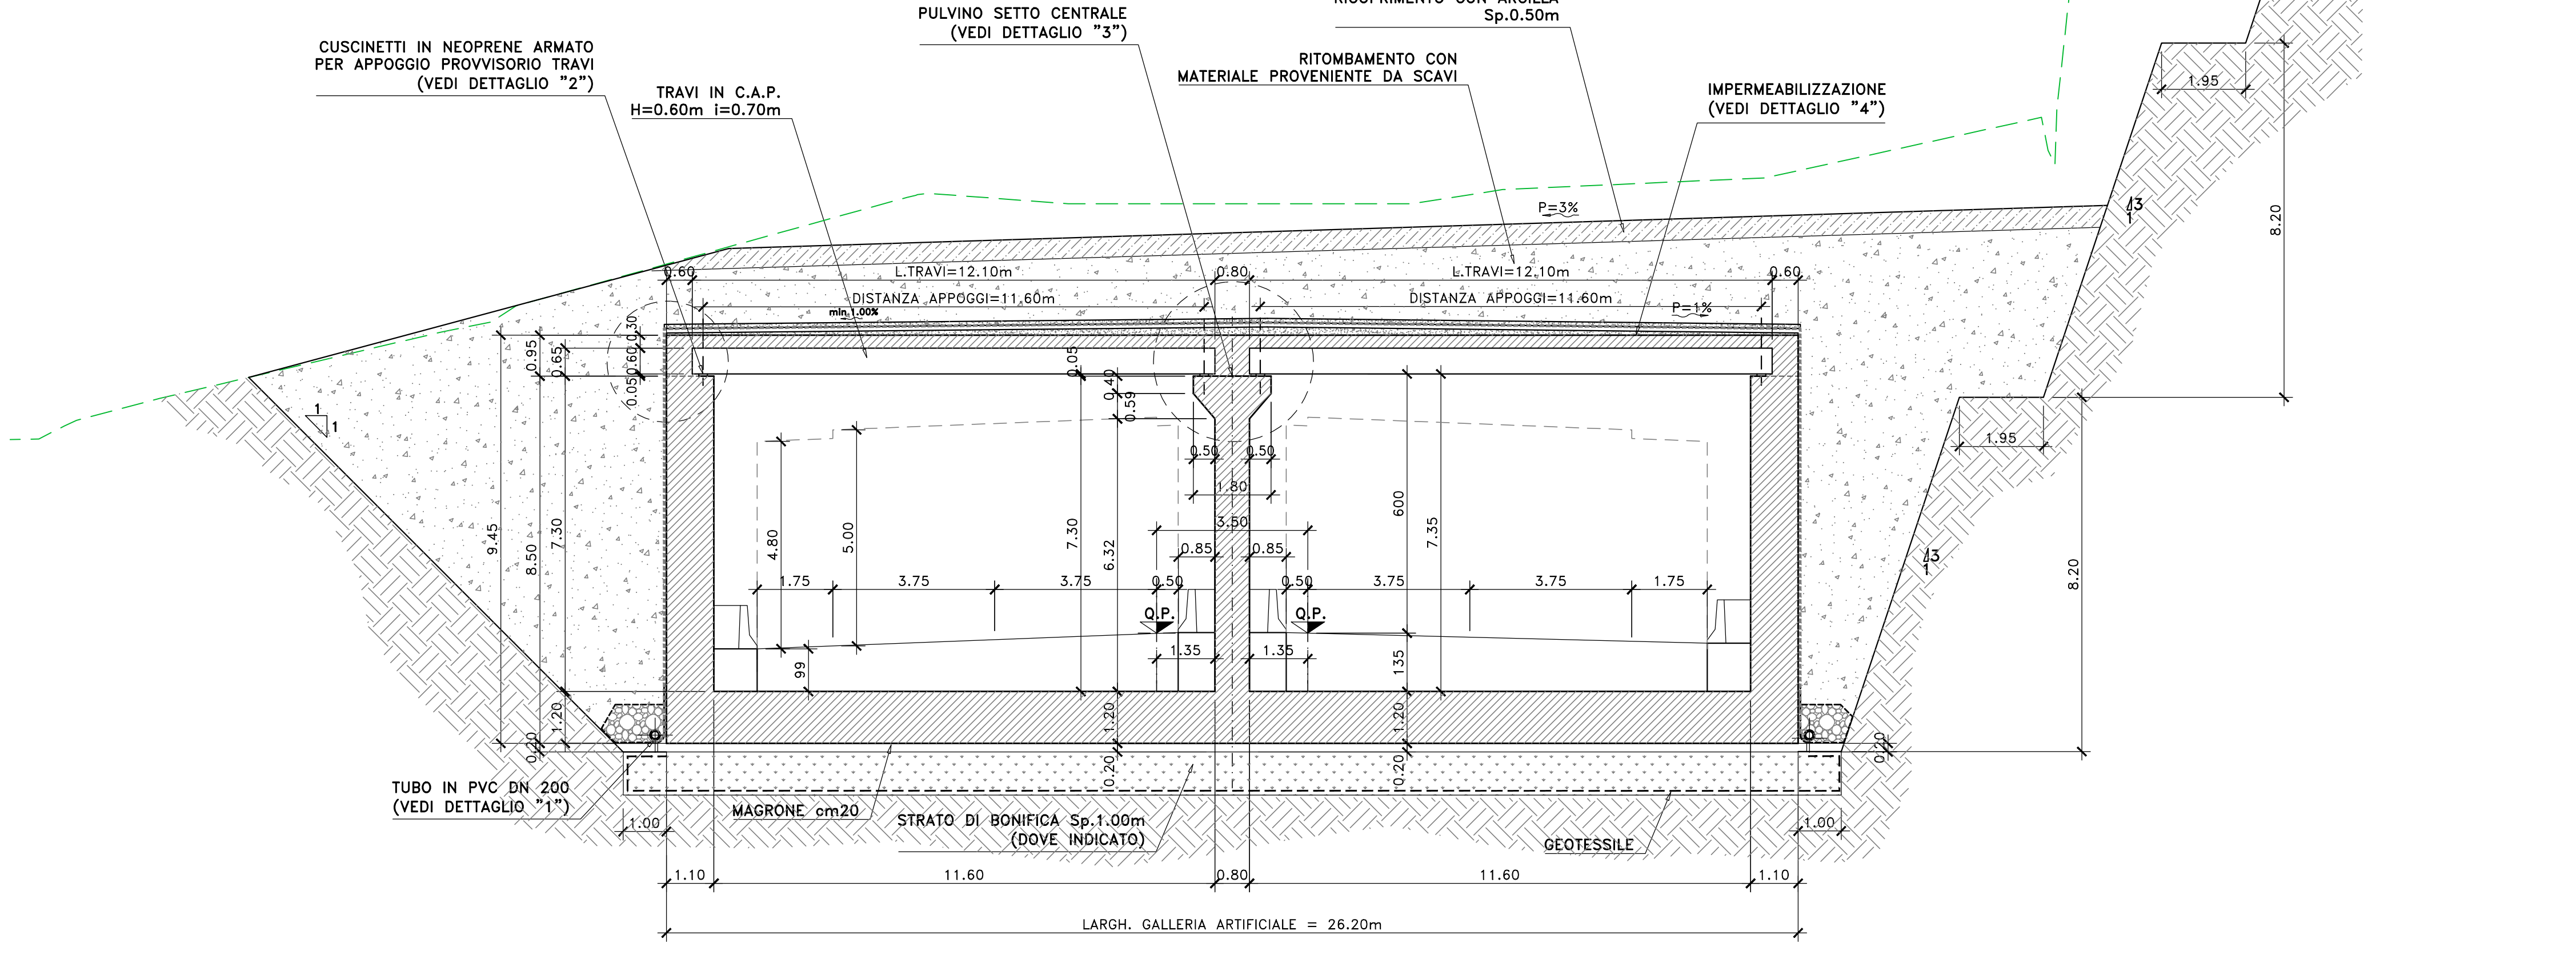 PULVINO SETTO CENTRALE
(VEDI DETTAGLIO "3")
RICOPRIMENTO CON ARGILLA
Sp.0.50m
CUSCINETTI IN NEOPRENE ARMATO
PER APPOGGIO PROVVISORIO TRAVI
(VEDI DETTAGLIO "2")
TRAVI IN C.A.P.
H=0.60m i=0.70m
RITOMBAMENTO CON
MATERIALE PROVENIENTE DA SCAVI
IMPERMEABILIZZAZIONE
(VEDI DETTAGLIO "4")
1.95
8.20
P=3%
3
1
0.60
L.TRAVI=12.10m
0.80
L.TRAVI=12.10m
0.60
DISTANZA APPOGGI=11.60m
DISTANZA APPOGGI=11.60m
min.1.00%
P=1%
0.30
0.95
0.65
0.60
0.05
0.05
0.40
0.59
1
1
1.95
0.50
0.50
1.80
3.50
9.45
8.50
7.30
4.80
5.00
7.30
6.32
600
7.35
0.85
0.85
3
1
8.20
1.75
3.75
3.75
0.50
0.50
3.75
3.75
1.75
Q.P.
Q.P.
1.35
1.35
99
135
1.20
1.20
1.20
0.20
0.20
0.20
0.20
TUBO IN PVC DN 200
(VEDI DETTAGLIO "1")
MAGRONE cm20
STRATO DI BONIFICA Sp.1.00m
(DOVE INDICATO)
GEOTESSILE
1.00
1.00
1.10
11.60
0.80
11.60
1.10
LARGH. GALLERIA ARTIFICIALE = 26.20m